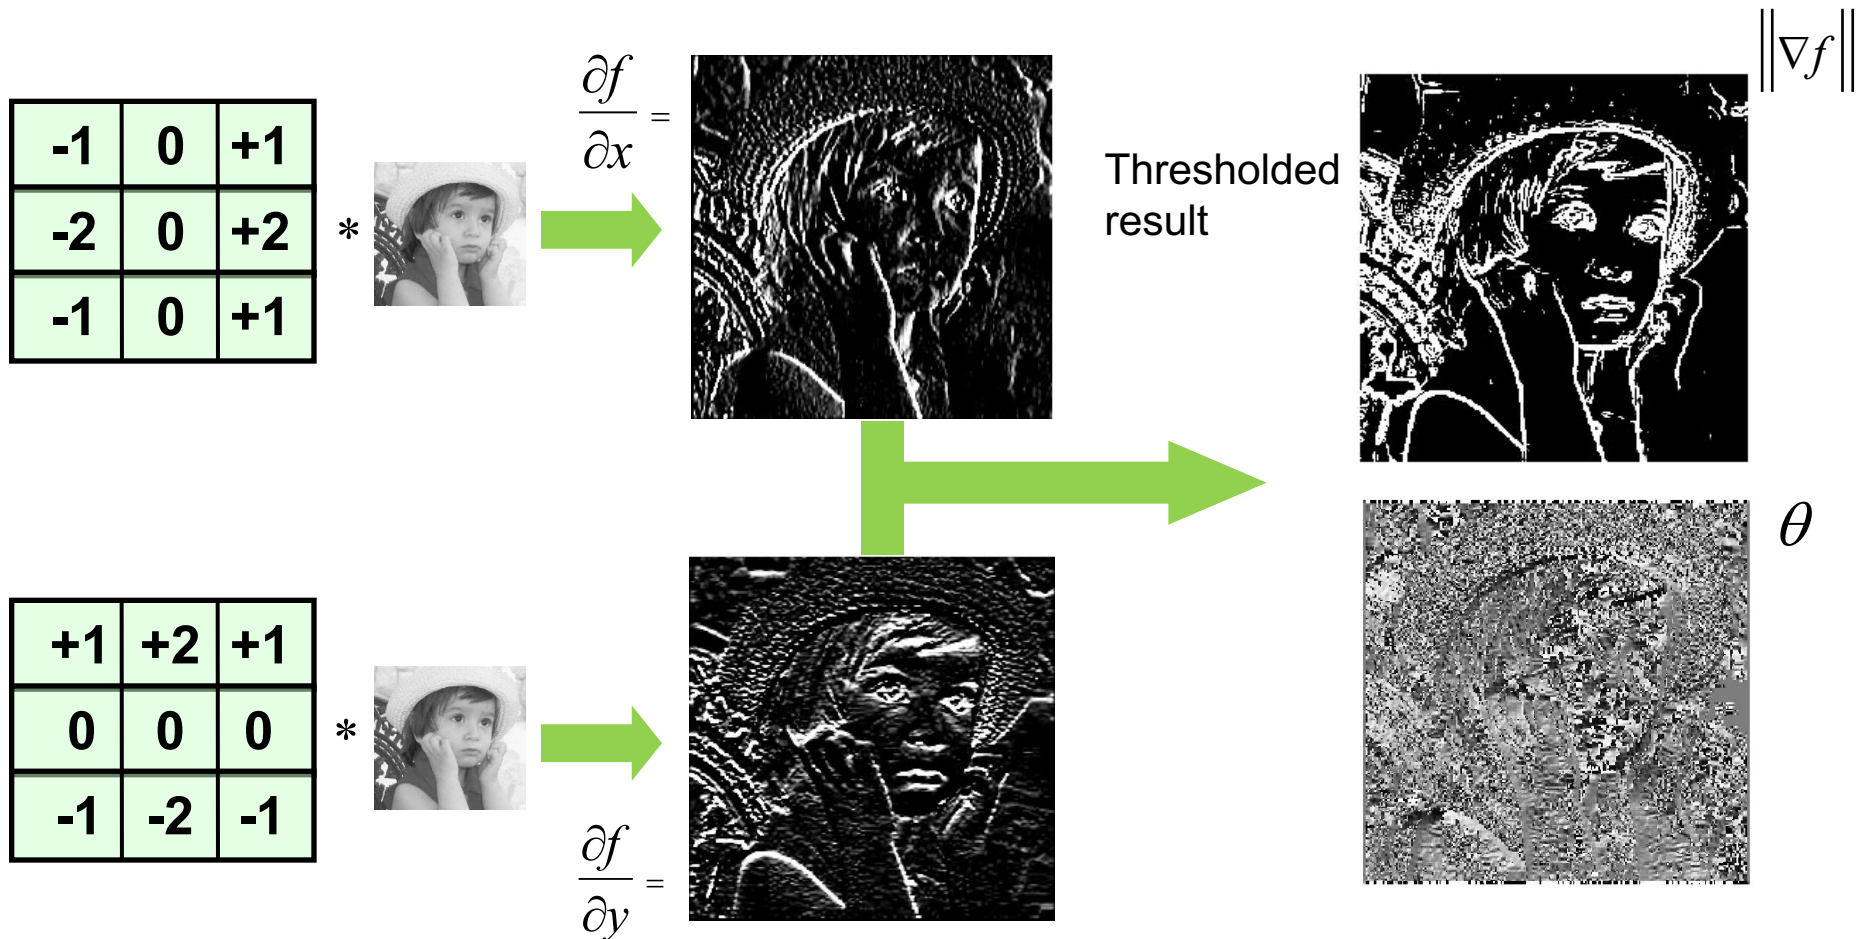 -1 0 +1
-2 0 +2
-1 0 +1
*
∂f/∂x =
Thresholded
result
‖∇f‖
θ
+1 +2 +1
0 0 0
-1 -2 -1
*
∂f/∂y =